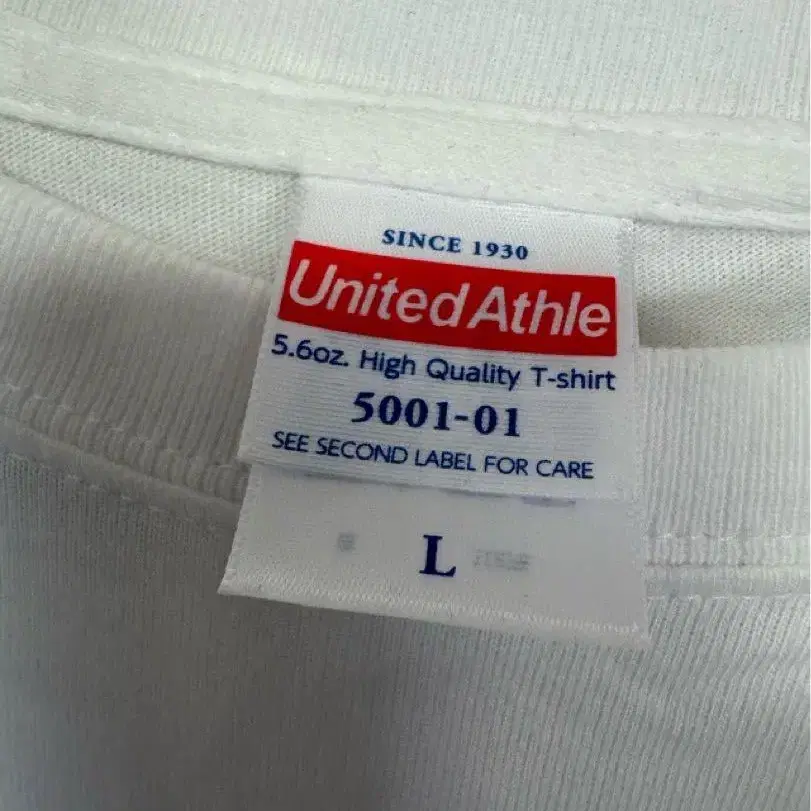 SINCE 1930
United Athle
5.6oz. High Quality T-shirt
5001-01
SEE SECOND LABEL FOR CARE
L